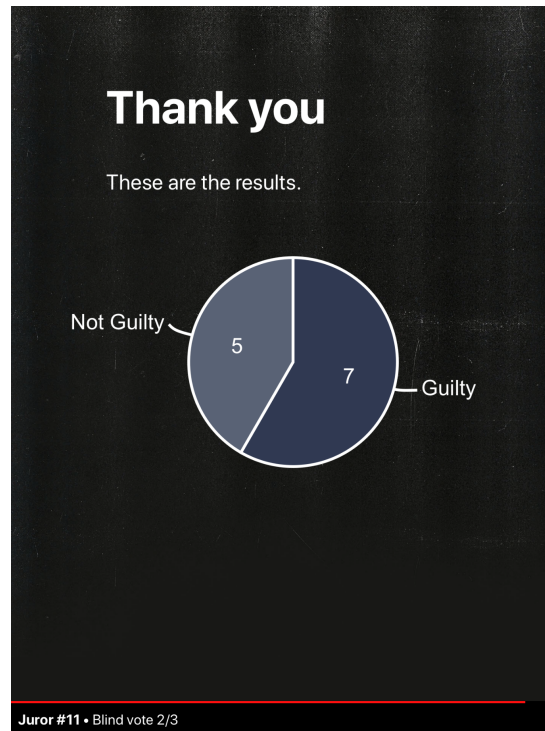 Thank you
These are the results.
Not Guilty
5
7
Guilty
Juror #11 • Blind vote 2/3